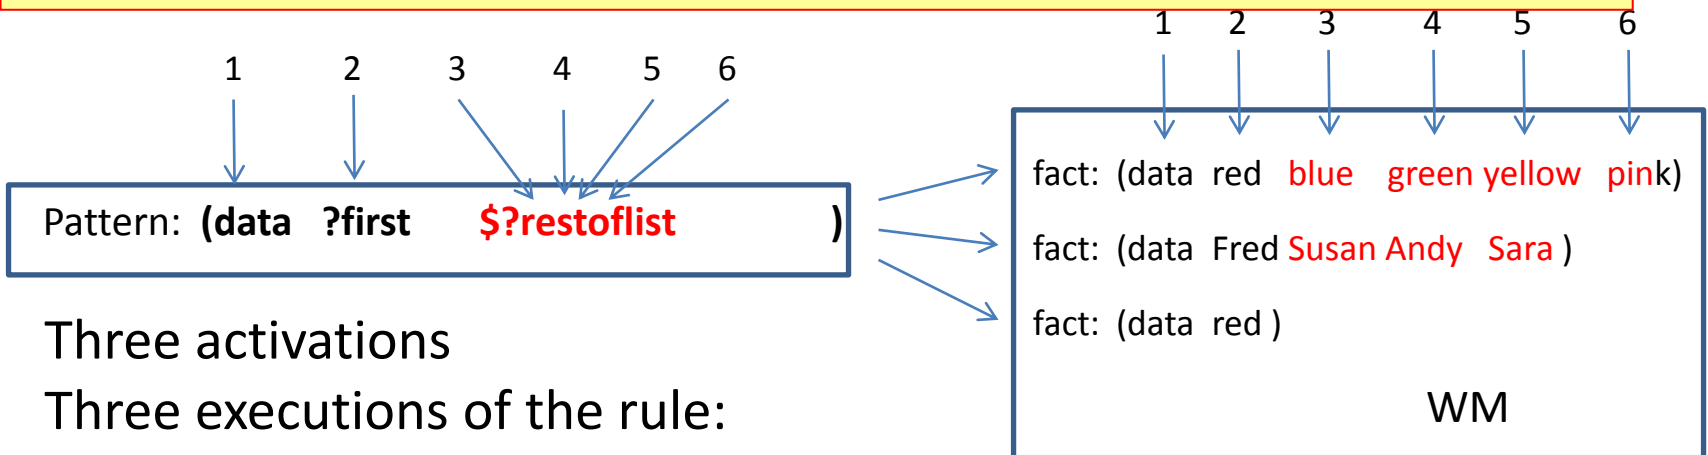 1 2 3 4 5 6
1 2 3 4 5 6
Pattern: (data ?first $?restoflist )
fact: (data red blue green yellow pink)
fact: (data Fred Susan Andy Sara )
fact: (data red )
WM
Three activations
Three executions of the rule: